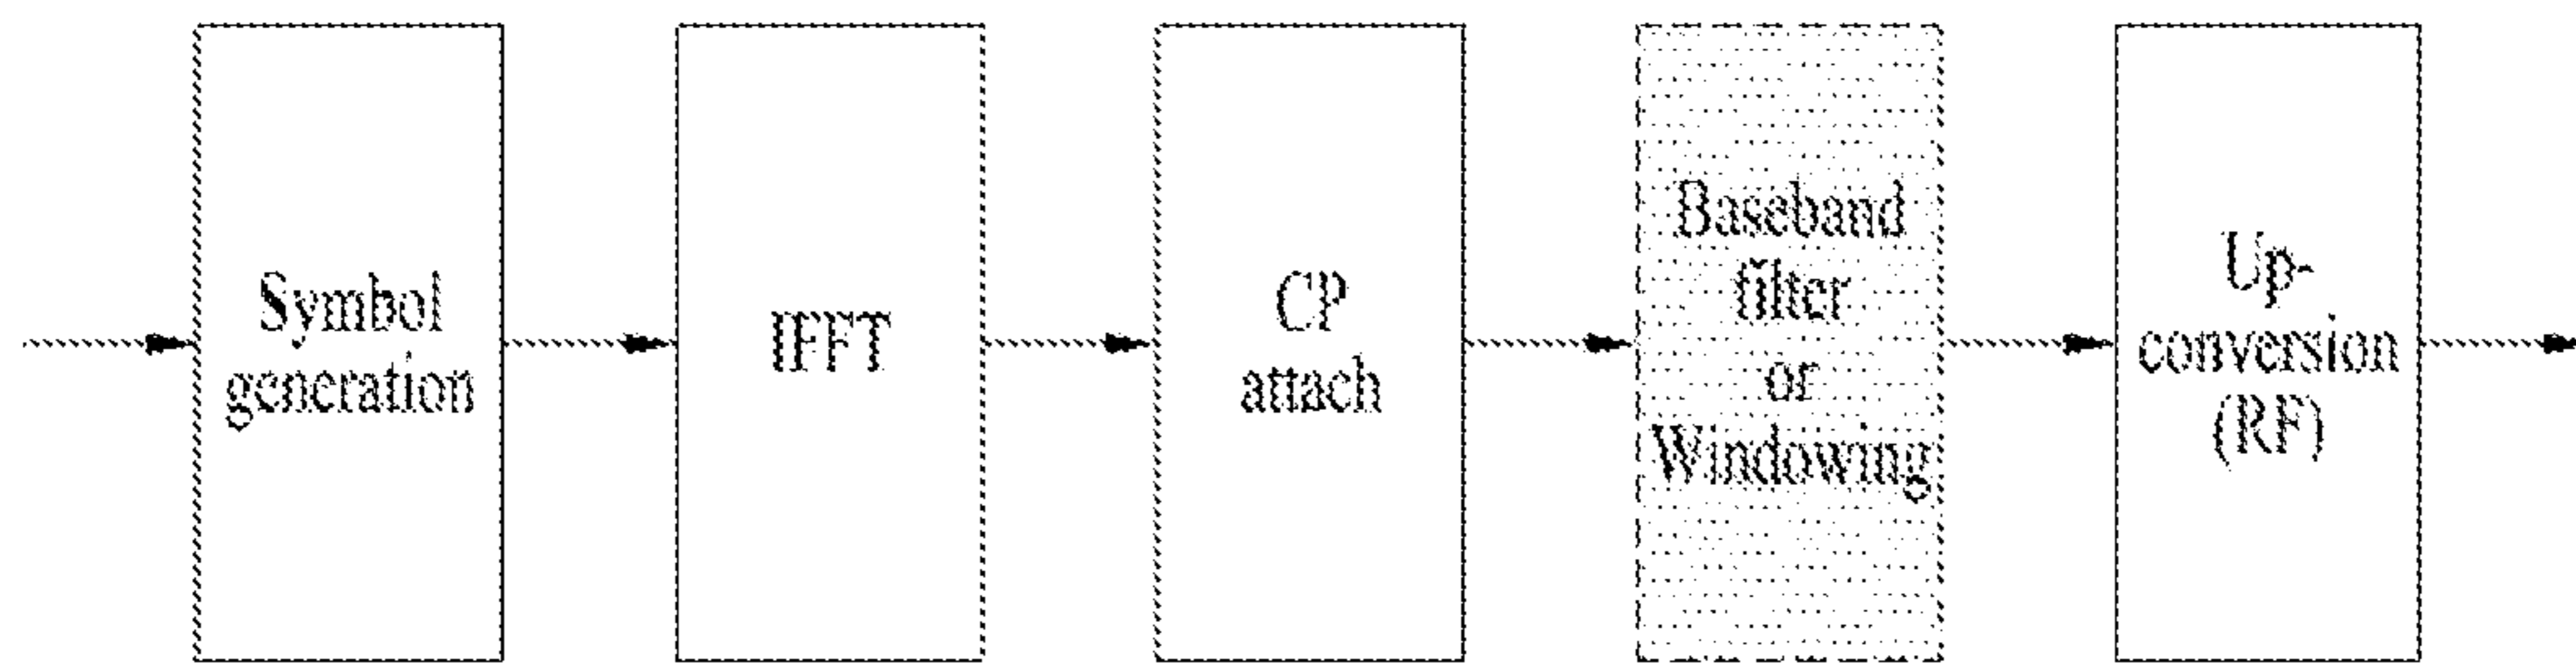 Symbol
generation
IFFT
CP
attach
Baseband
filter
or
Windowing
Up-
conversion
(RF)